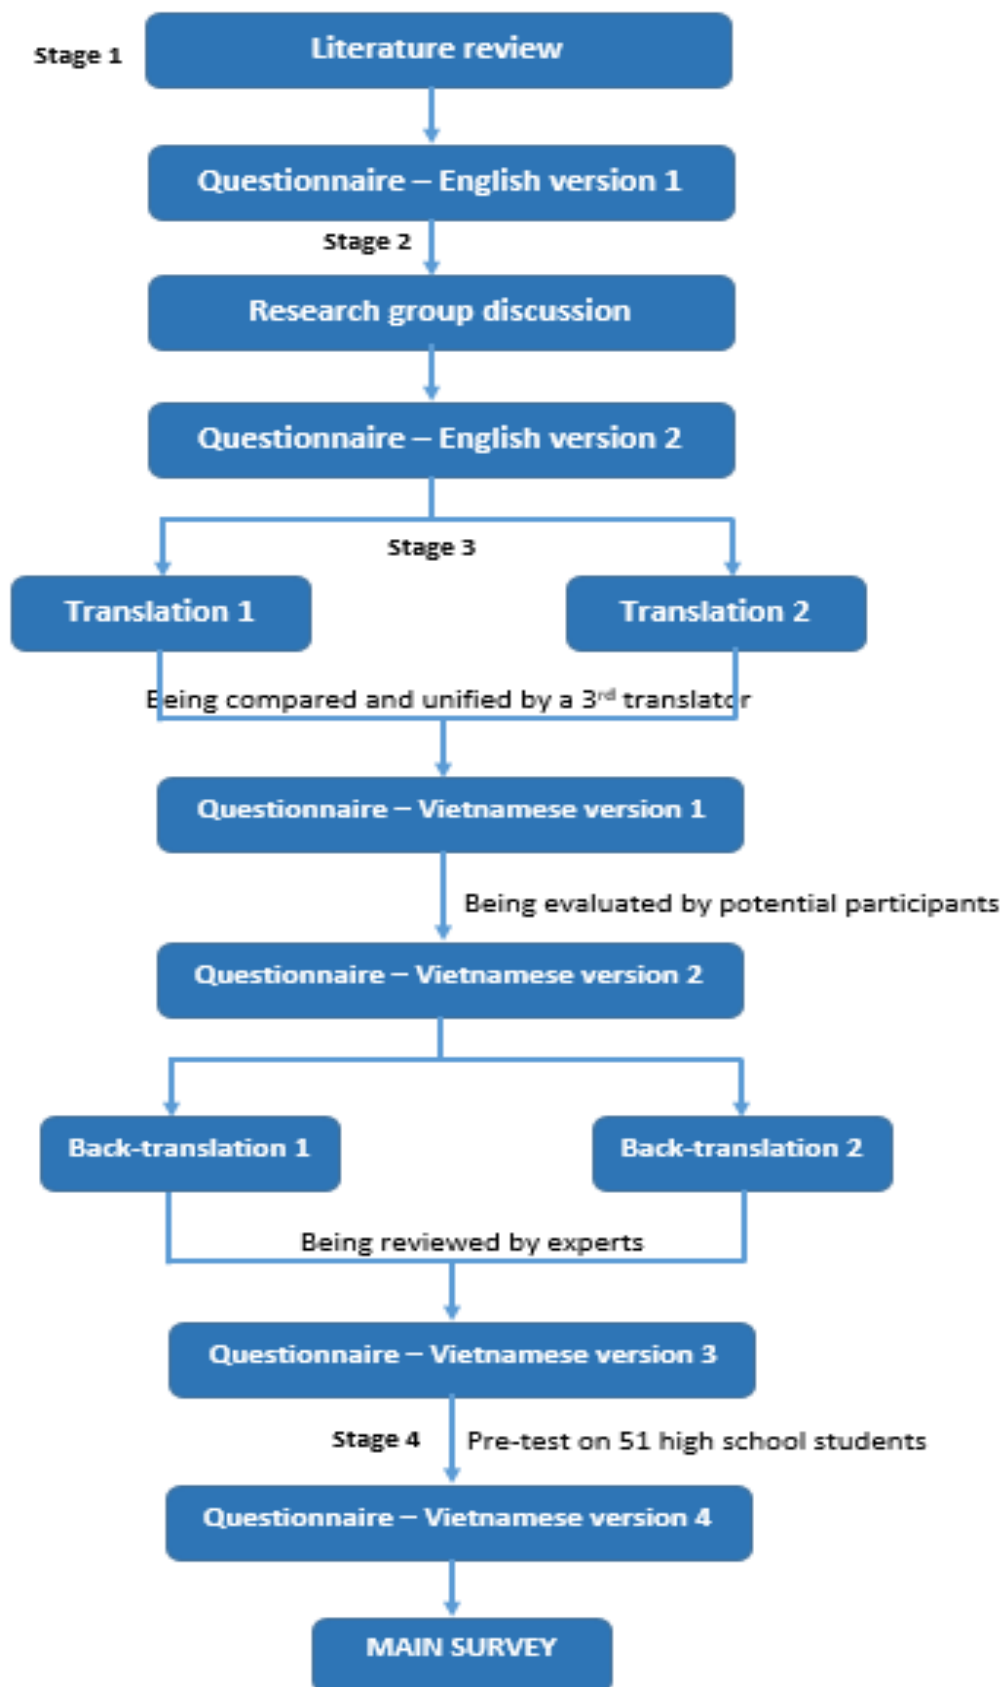 Stage 1
Literature review
Questionnaire – English version 1
Stage 2
Research group discussion
Questionnaire – English version 2
Stage 3
Translation 1
Translation 2
Being compared and unified by a 3rd translator
Questionnaire – Vietnamese version 1
Being evaluated by potential participants
Questionnaire – Vietnamese version 2
Back-translation 1
Back-translation 2
Being reviewed by experts
Questionnaire – Vietnamese version 3
Stage 4
Pre-test on 51 high school students
Questionnaire – Vietnamese version 4
MAIN SURVEY